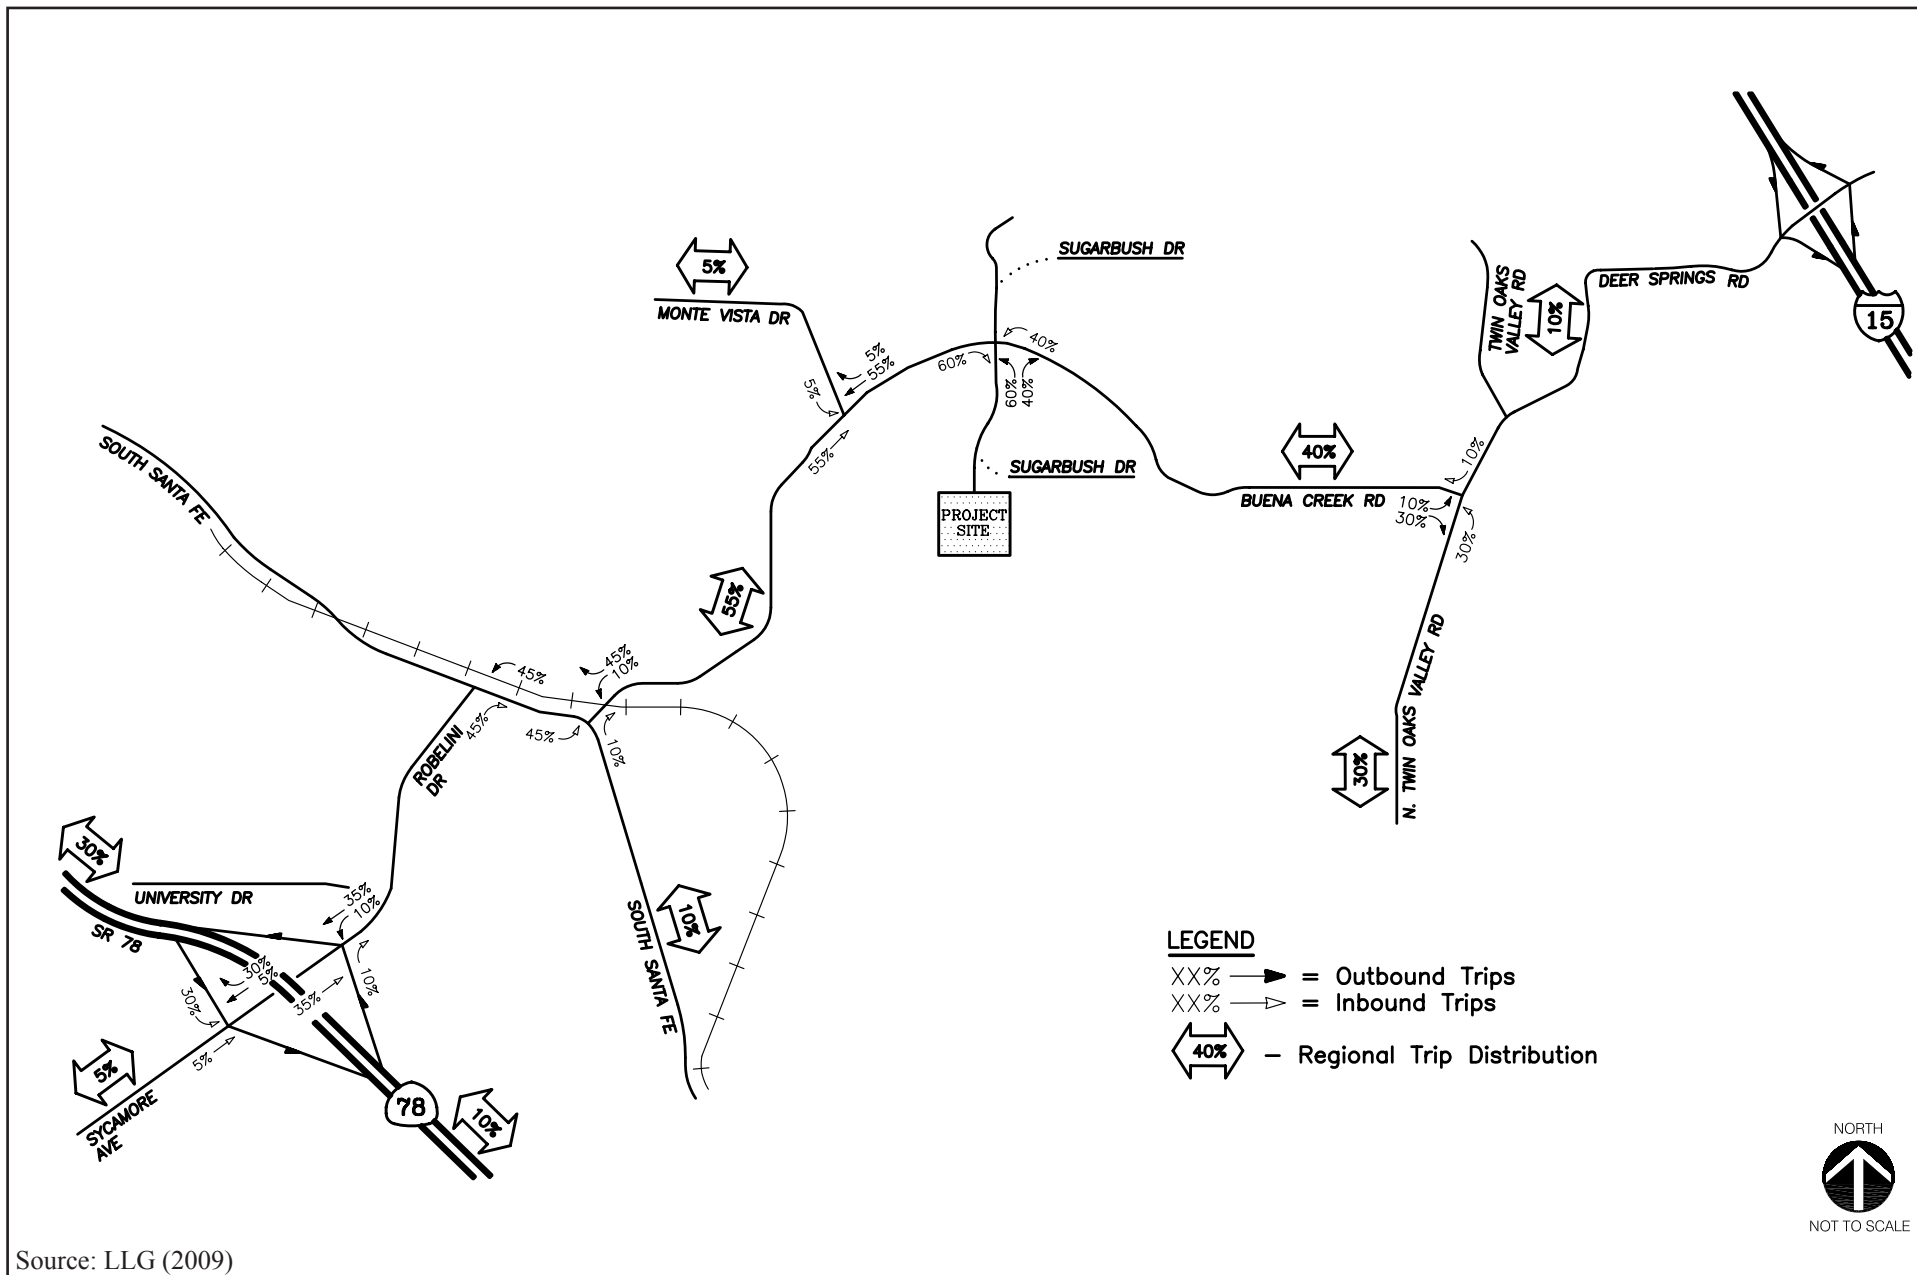 SUGARBUSH DR
5%
MONTE VISTA DR
TWIN OAKS
VALLEY RD
10%
DEER SPRINGS RD
15
5%
55%
5%
60%
40%
60%
40%
55%
SUGARBUSH DR
PROJECT
SITE
40%
BUENA CREEK RD
10%
10%
30%
30%
SOUTH SANTA FE
55%
45%
10%
45%
45%
45%
10%
ROBELINI
DR
N. TWIN OAKS VALLEY RD
30%
30%
UNIVERSITY DR
SR 78
35%
10%
30%
5%
30%
35%
10%
5%
5%
SYCAMORE
AVE
78
10%
SOUTH SANTA FE
10%
LEGEND
XX% = Outbound Trips
XX% = Inbound Trips
40% – Regional Trip Distribution
NORTH
NOT TO SCALE
Source: LLG (2009)